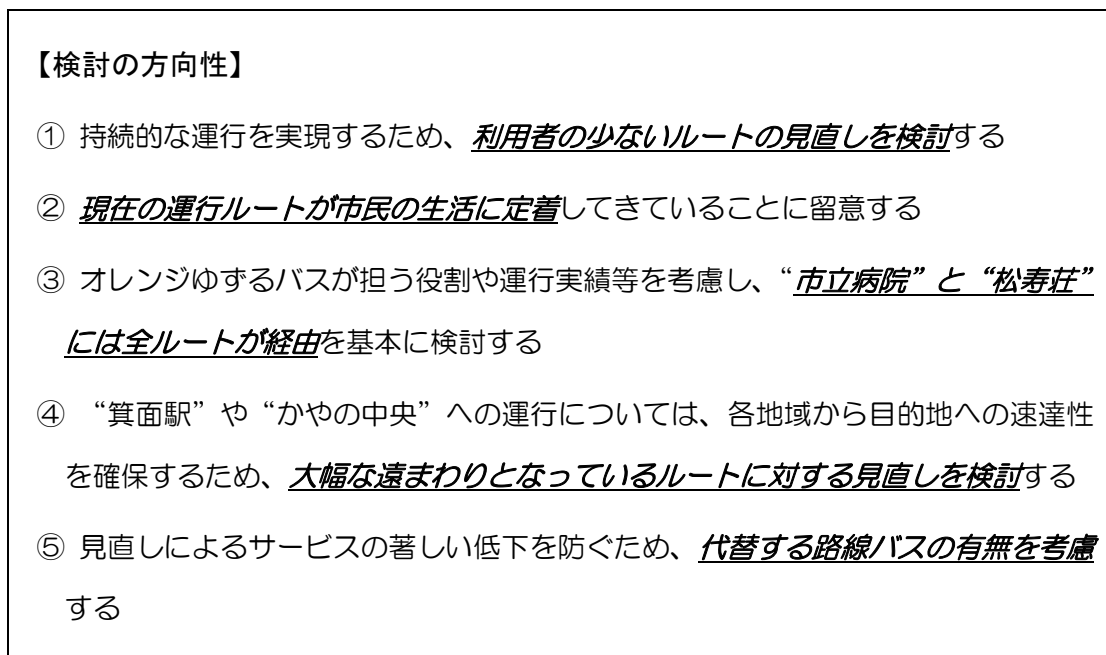 【検討の方向性】
① 持続的な運行を実現するため、利用者の少ないルートの見直しを検討する
② 現在の運行ルートが市民の生活に定着してきていることに留意する
③ オレンジゆずるバスが担う役割や運行実績等を考慮し、“市立病院”と“松寿荘”
には全ルートが経由を基本に検討する
④ “箕面駅”や“かやの中央”への運行については、各地域から目的地への速達性
を確保するため、大幅な遠まわりとなっているルートに対する見直しを検討する
⑤ 見直しによるサービスの著しい低下を防ぐため、代替する路線バスの有無を考慮
する